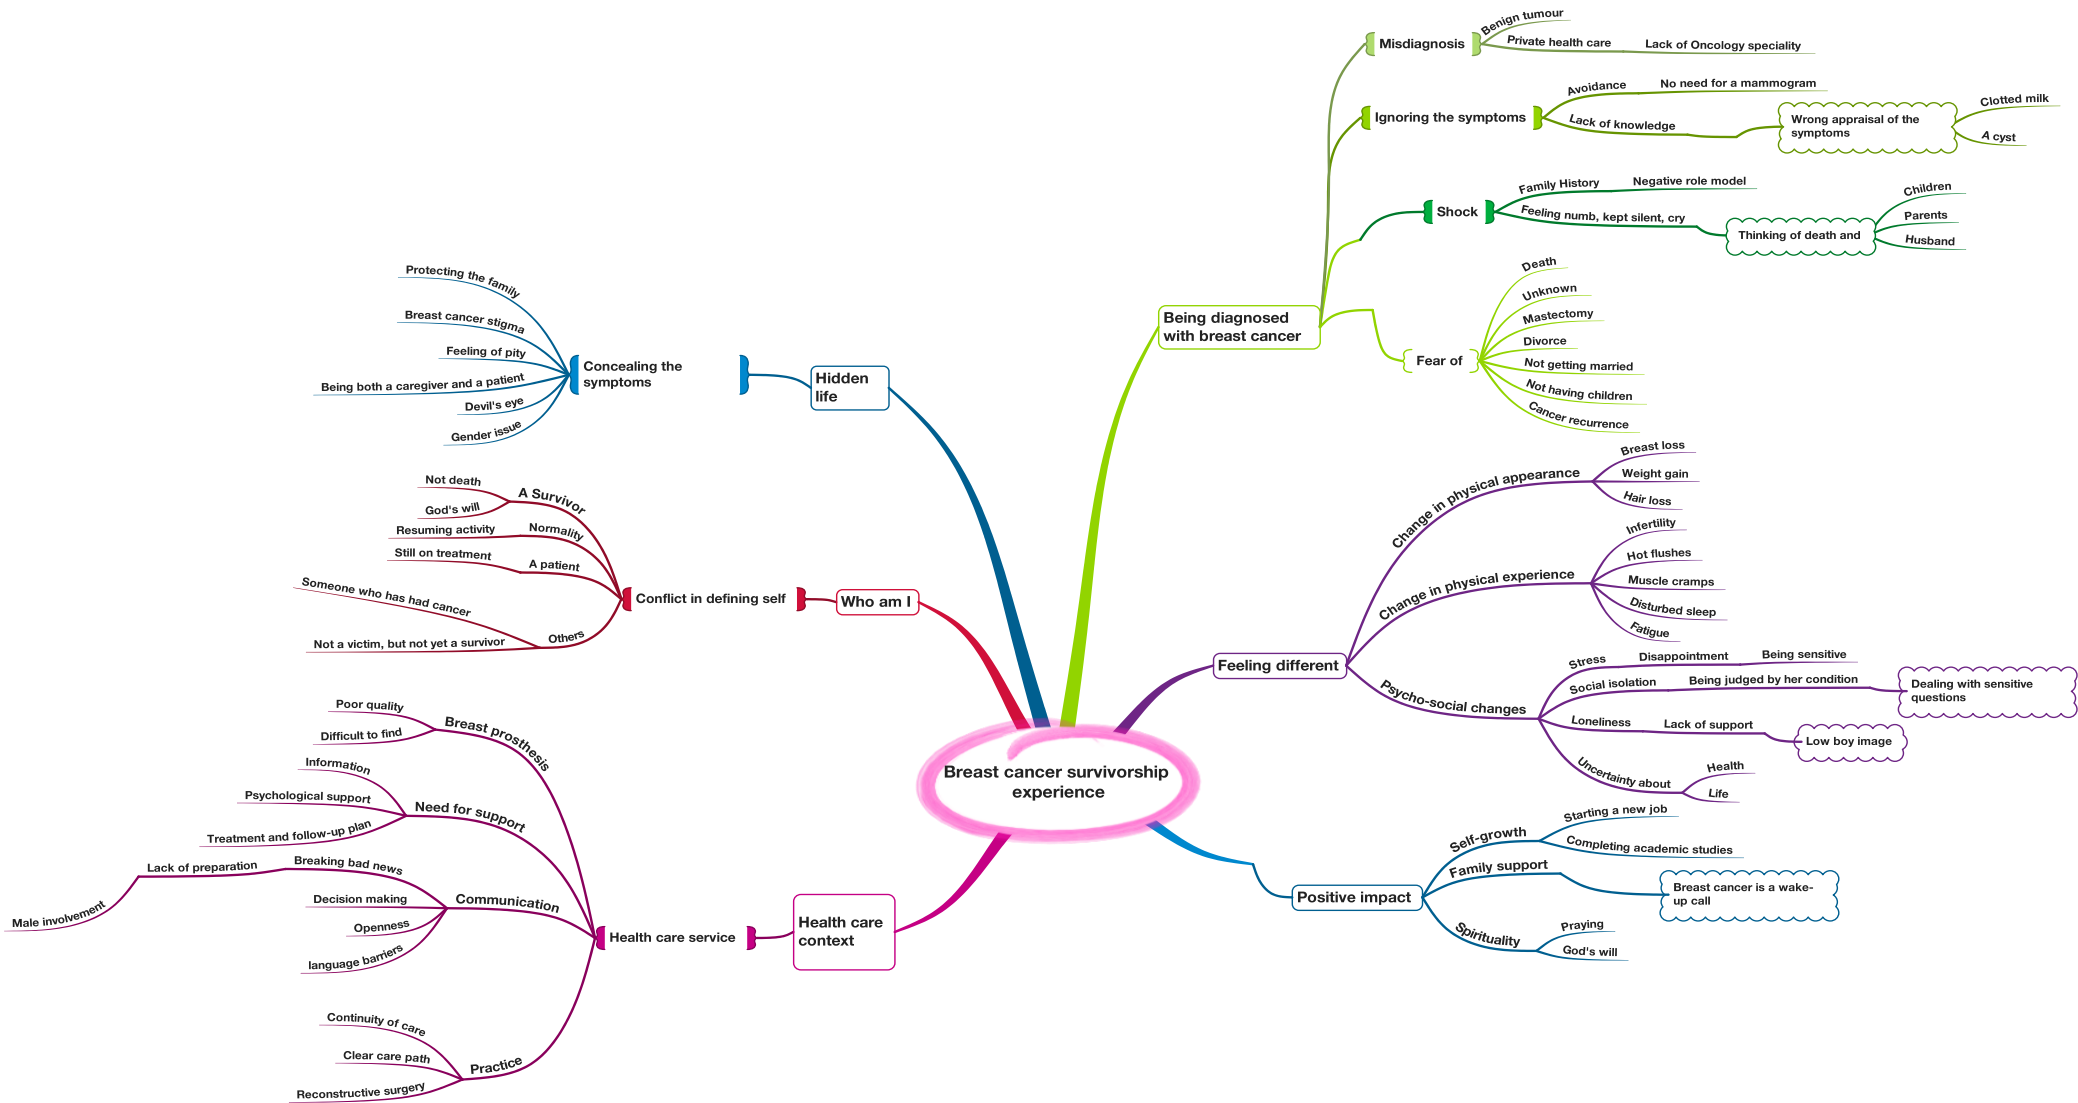 Breast cancer survivorship
experience
Being diagnosed
with breast cancer
Misdiagnosis
Benign tumour
Private health care
Lack of Oncology speciality
Ignoring the symptoms
Avoidance
No need for a mammogram
Lack of knowledge
Wrong appraisal of the
symptoms
Clotted milk
A cyst
Shock
Family History
Negative role model
Feeling numb, kept silent, cry
Thinking of death and
Children
Parents
Husband
Fear of
Death
Unknown
Mastectomy
Divorce
Not getting married
Not having children
Cancer recurrence
Feeling different
Change in physical appearance
Breast loss
Weight gain
Hair loss
Change in physical experience
Infertility
Hot flushes
Muscle cramps
Disturbed sleep
Fatigue
Psycho-social changes
Stress
Disappointment
Being sensitive
Social isolation
Being judged by her condition
Dealing with sensitive
questions
Loneliness
Lack of support
Low boy image
Uncertainty about
Health
Life
Positive impact
Self-growth
Starting a new job
Completing academic studies
Family support
Breast cancer is a wake-
up call
Spirituality
Praying
God's will
Hidden
life
Concealing the
symptoms
Protecting the family
Breast cancer stigma
Feeling of pity
Being both a caregiver and a patient
Devil's eye
Gender issue
Who am I
Conflict in defining self
A Survivor
Not death
God's will
Normality
Resuming activity
A patient
Still on treatment
Others
Someone who has had cancer
Not a victim, but not yet a survivor
Health care
context
Health care service
Breast prosthesis
Poor quality
Difficult to find
Need for support
Information
Psychological support
Treatment and follow-up plan
Communication
Breaking bad news
Lack of preparation
Male involvement
Decision making
Openness
language barriers
Practice
Continuity of care
Clear care path
Reconstructive surgery